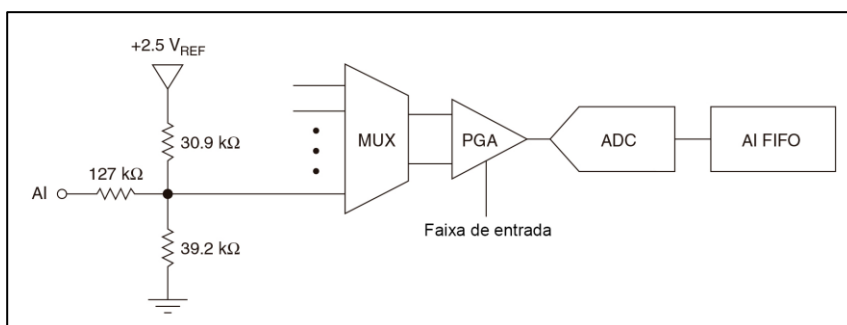 +2.5 V_REF
30.9 kΩ
127 kΩ
AI
39.2 kΩ
MUX
PGA
ADC
AI FIFO
Faixa de entrada